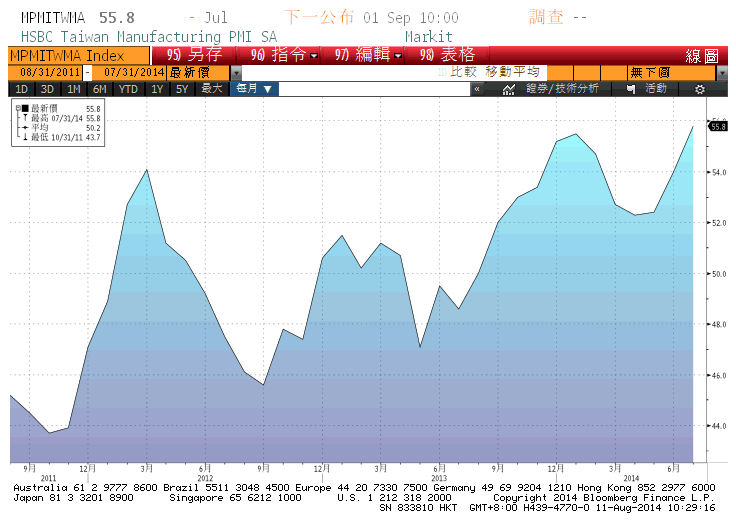 MPMITWMA 55.8 - Jul 下一公布 01 Sep 10:00 調查 --
HSBC Taiwan Manufacturing PMI SA Markit
MPMITWMA Index 95) 另存 96) 指令 97) 編輯 98) 表格 線圖
08/31/2011 - 07/31/2014 最新價 比較 移動平均 無下圖
1D 3D 1M 6M YTD 1Y 5Y 最大 每月 ▼ « 證券/技術分析 活動
最新價 55.8
最高 07/31/14 55.8
平均 50.2
最低 10/31/11 43.7
55.8
54.0
52.0
50.0
48.0
46.0
44.0
9月 12月 3月 6月 9月 12月 3月 6月 9月 12月 3月 6月
2011 2012 2013 2014
Australia 61 2 9777 8600 Brazil 5511 3048 4500 Europe 44 20 7330 7500 Germany 49 69 9204 1210 Hong Kong 852 2977 6000
Japan 81 3 3201 8900 Singapore 65 6212 1000 U.S. 1 212 318 2000 Copyright 2014 Bloomberg Finance L.P.
SN 833810 HKT GMT+8:00 H439-4770-0 11-Aug-2014 10:29:16